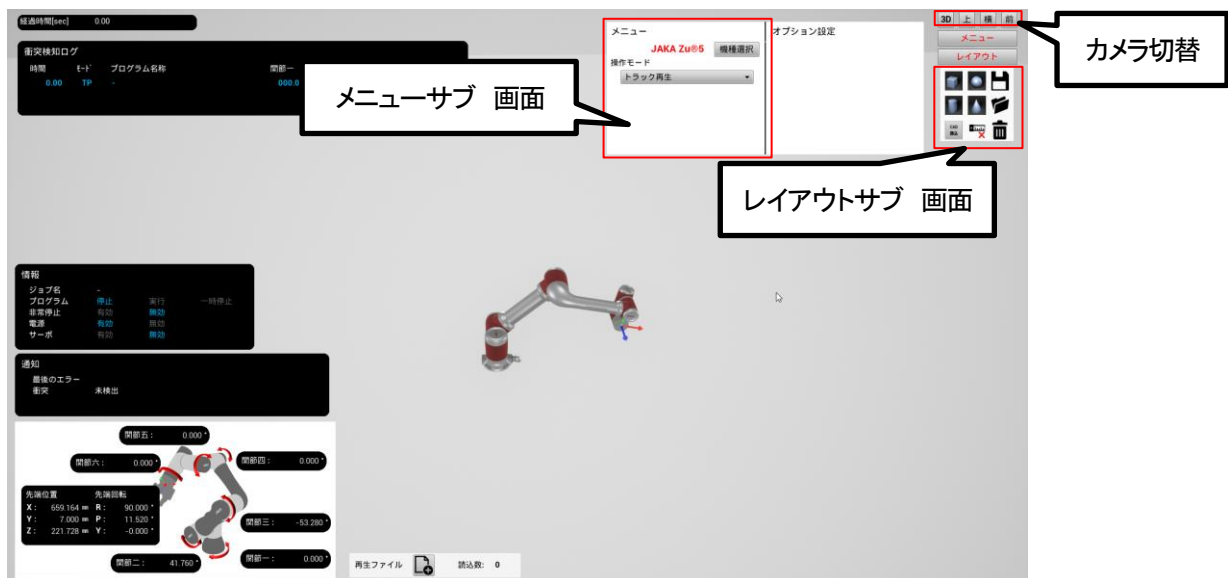 経過時間[sec] 0.00
衝突検知ログ
時間 ﾓｰﾄﾞ プログラム名称 関節一
0.00 TP - 000.0
メニューサブ 画面
メニュー
JAKA Zu®5 機種選択
操作モード
トラック再生
オプション設定
3D 上 横 前
メニュー
レイアウト
カメラ切替
レイアウトサブ 画面
情報
ジョブ名 -
プログラム 停止 実行 一時停止
非常停止 有効 無効
電源 有効 無効
サーボ 有効 無効
通知
最後のエラー
衝突 未検出
関節五: 0.000 °
関節六: 0.000 °
関節四: 0.000 °
先端位置 先端回転
X: 659.164 mm R: 90.000 °
Y: 7.000 mm P: 11.520 °
Z: 221.728 mm Y: -0.000 °
関節三: -53.280 °
関節二: 41.760 °
関節一: 0.000 °
再生ファイル 読込数: 0